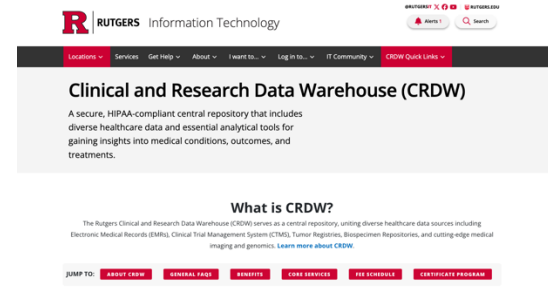 @RUTGERSIT RUTGERS.EDU
R RUTGERS Information Technology
Alerts 1 Search
Locations Services Get Help About I want to... Log in to... IT Community CRDW Quick Links
Clinical and Research Data Warehouse (CRDW)
A secure, HIPAA-compliant central repository that includes
diverse healthcare data and essential analytical tools for
gaining insights into medical conditions, outcomes, and
treatments.
What is CRDW?
The Rutgers Clinical and Research Data Warehouse (CRDW) serves as a central repository, uniting diverse healthcare data sources including
Electronic Medical Records (EMRs), Clinical Trial Management System (CTMS), Tumor Registries, Biospecimen Repositories, and cutting-edge medical
imaging and genomics. Learn more about CRDW.
JUMP TO: ABOUT CRDW GENERAL FAQS BENEFITS CORE SERVICES FEE SCHEDULE CERTIFICATE PROGRAM